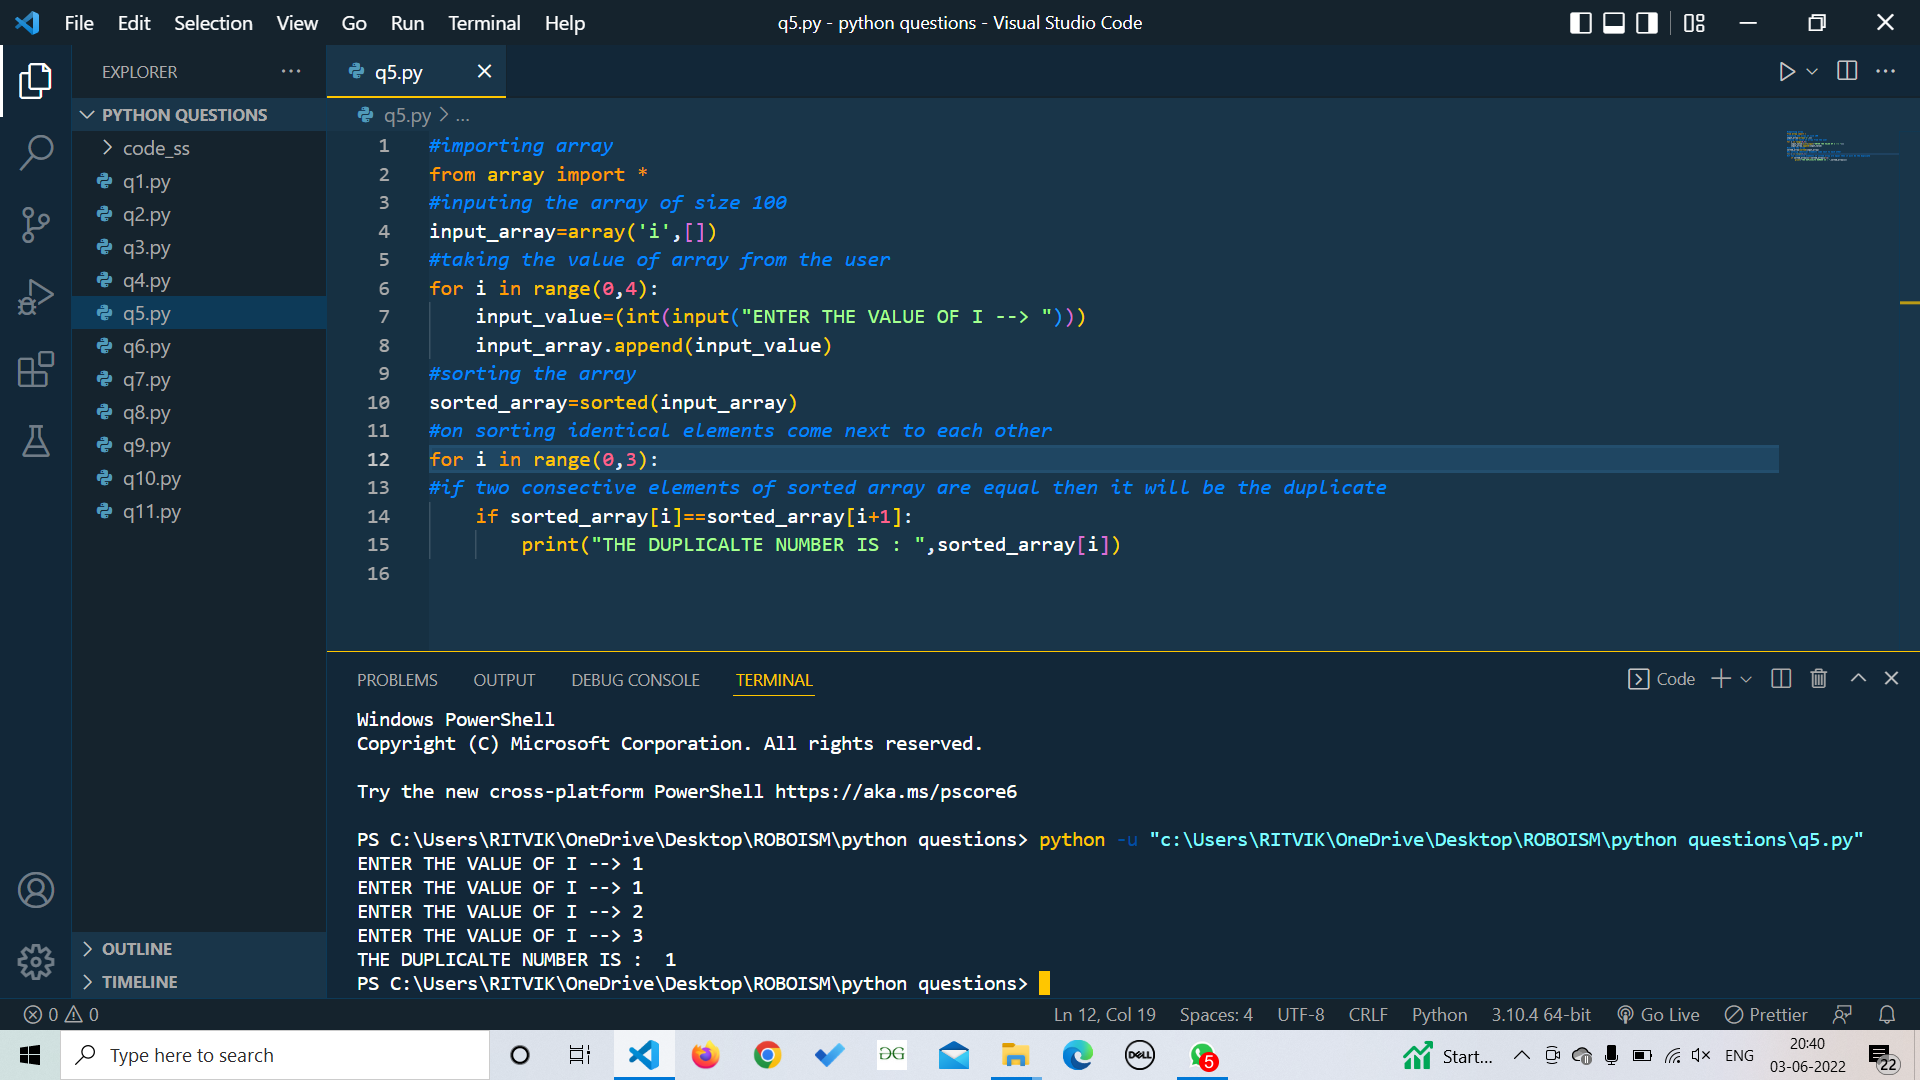 File Edit Selection View Go Run Terminal Help
q5.py - python questions - Visual Studio Code
EXPLORER
q5.py
PYTHON QUESTIONS
q5.py > ...
code_ss
q1.py
q2.py
q3.py
q4.py
q5.py
q6.py
q7.py
q8.py
q9.py
q10.py
q11.py
OUTLINE
TIMELINE
1 #importing array
2 from array import *
3 #inputing the array of size 100
4 input_array=array('i',[])
5 #taking the value of array from the user
6 for i in range(0,4):
7 input_value=(int(input("ENTER THE VALUE OF I --> ")))
8 input_array.append(input_value)
9 #sorting the array
10 sorted_array=sorted(input_array)
11 #on sorting identical elements come next to each other
12 for i in range(0,3):
13 #if two consective elements of sorted array are equal then it will be the duplicate
14 if sorted_array[i]==sorted_array[i+1]:
15 print("THE DUPLICALTE NUMBER IS : ",sorted_array[i])
16
PROBLEMS OUTPUT DEBUG CONSOLE TERMINAL
Code
Windows PowerShell
Copyright (C) Microsoft Corporation. All rights reserved.
Try the new cross-platform PowerShell https://aka.ms/pscore6
PS C:\Users\RITVIK\OneDrive\Desktop\ROBOISM\python questions> python -u "c:\Users\RITVIK\OneDrive\Desktop\ROBOISM\python questions\q5.py"
ENTER THE VALUE OF I --> 1
ENTER THE VALUE OF I --> 1
ENTER THE VALUE OF I --> 2
ENTER THE VALUE OF I --> 3
THE DUPLICALTE NUMBER IS :  1
PS C:\Users\RITVIK\OneDrive\Desktop\ROBOISM\python questions>
0 0
Ln 12, Col 19 Spaces: 4 UTF-8 CRLF Python 3.10.4 64-bit Go Live Prettier
Type here to search
DELL
5
Start...
ENG
20:40
03-06-2022
22